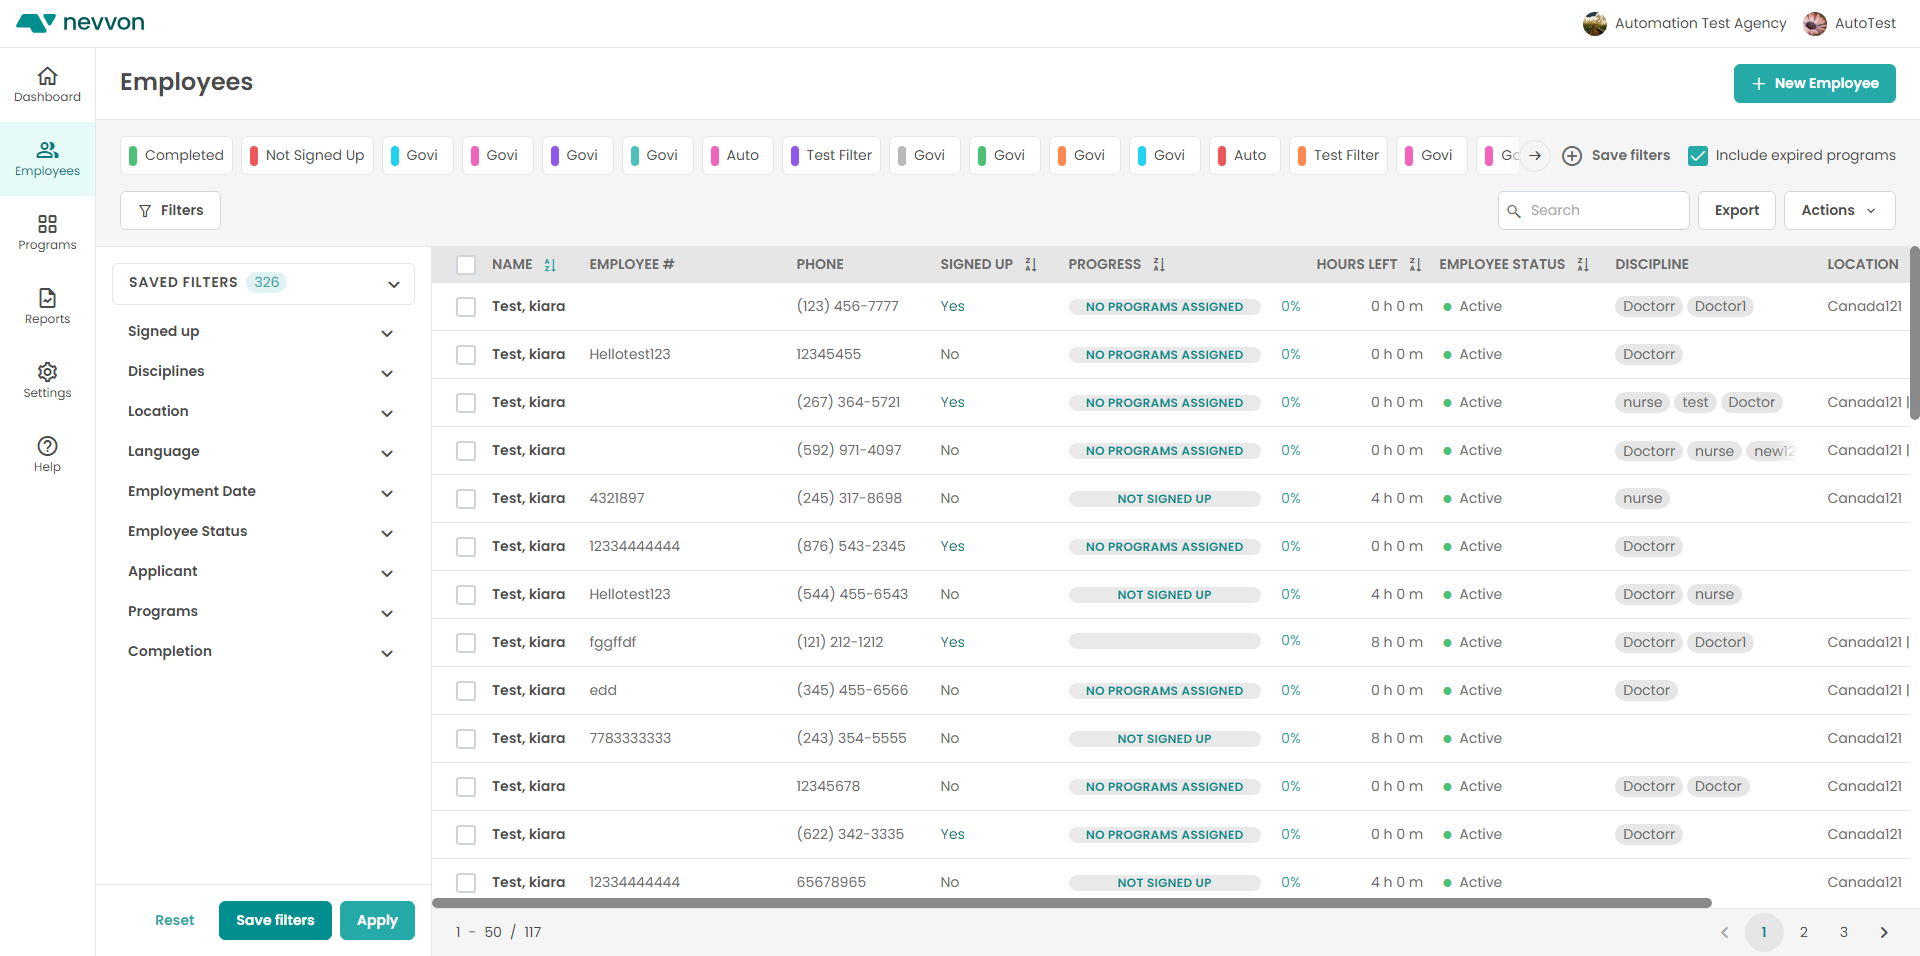 nevvon
Automation Test Agency AutoTest
Dashboard
Employees
Programs
Reports
Settings
Help
Employees
New Employee
Completed Not Signed Up Govi Govi Govi Govi Auto Test Filter Govi Govi Govi Govi Auto Test Filter Govi Save filters Include expired programs
Filters Search Export Actions
SAVED FILTERS 326
Signed up
Disciplines
Location
Language
Employment Date
Employee Status
Applicant
Programs
Completion
Reset Save filters Apply
NAME EMPLOYEE # PHONE SIGNED UP PROGRESS HOURS LEFT EMPLOYEE STATUS DISCIPLINE LOCATION
Test, kiara (123) 456-7777 Yes NO PROGRAMS ASSIGNED 0% 0 h 0 m Active Doctorr Doctor1 Canada121
Test, kiara Hellotest123 12345455 No NO PROGRAMS ASSIGNED 0% 0 h 0 m Active Doctorr
Test, kiara (267) 364-5721 Yes NO PROGRAMS ASSIGNED 0% 0 h 0 m Active nurse test Doctor Canada121 |
Test, kiara (592) 971-4097 No NO PROGRAMS ASSIGNED 0% 0 h 0 m Active Doctorr nurse new12 Canada121 |
Test, kiara 4321897 (245) 317-8698 No NOT SIGNED UP 0% 4 h 0 m Active nurse Canada121
Test, kiara 12334444444 (876) 543-2345 Yes NO PROGRAMS ASSIGNED 0% 0 h 0 m Active Doctorr
Test, kiara Hellotest123 (544) 455-6543 No NOT SIGNED UP 0% 4 h 0 m Active Doctorr nurse
Test, kiara fggffdf (121) 212-1212 Yes 0% 8 h 0 m Active Doctorr Doctor1 Canada121 |
Test, kiara edd (345) 455-6566 No NO PROGRAMS ASSIGNED 0% 0 h 0 m Active Doctor Canada121 |
Test, kiara 7783333333 (243) 354-5555 No NOT SIGNED UP 0% 8 h 0 m Active Canada121
Test, kiara 12345678 No NO PROGRAMS ASSIGNED 0% 0 h 0 m Active Doctorr Doctor Canada121
Test, kiara (622) 342-3335 Yes NO PROGRAMS ASSIGNED 0% 0 h 0 m Active Doctorr Canada121
Test, kiara 12334444444 65678965 No NOT SIGNED UP 0% 4 h 0 m Active Canada121
1 - 50 / 117 1 2 3